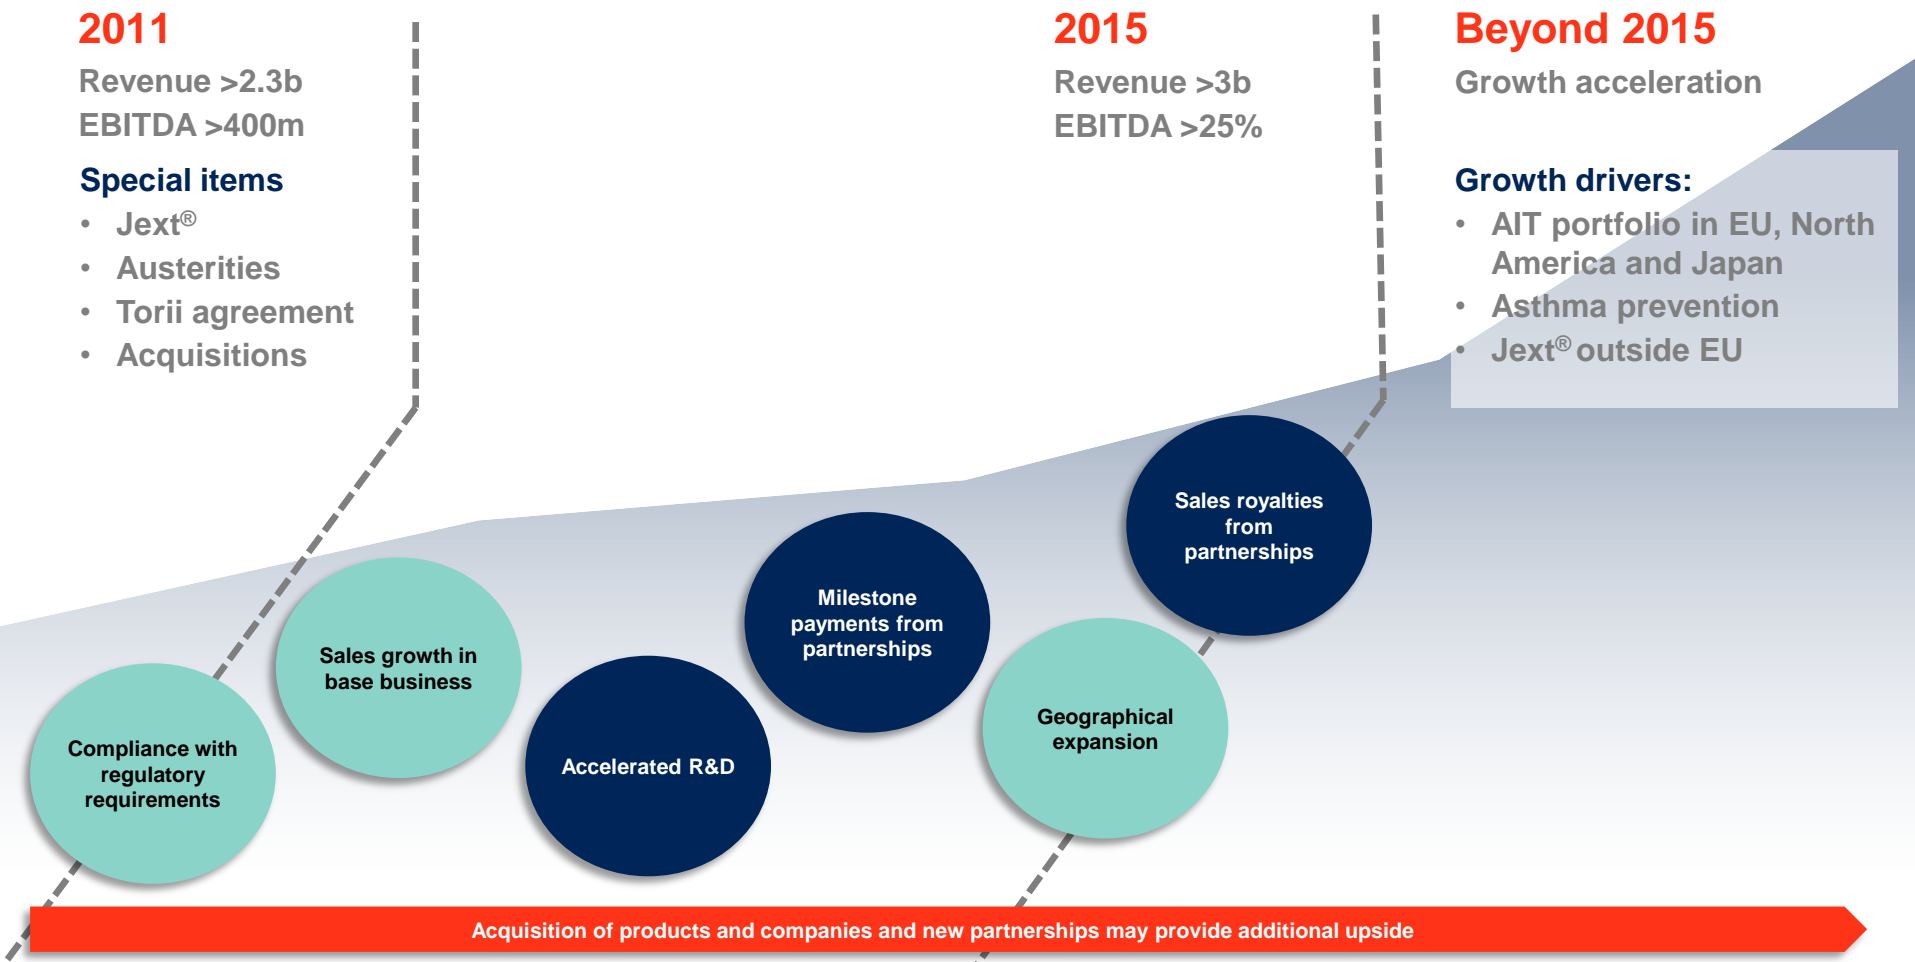 2011
Revenue >2.3b
EBITDA >400m
Special items
• Jext®
• Austerities
• Torii agreement
• Acquisitions
2015
Revenue >3b
EBITDA >25%
Beyond 2015
Growth acceleration
Growth drivers:
• AIT portfolio in EU, North
America and Japan
• Asthma prevention
• Jext® outside EU
Compliance with
regulatory
requirements
Sales growth in
base business
Accelerated R&D
Milestone
payments from
partnerships
Geographical
expansion
Sales royalties
from
partnerships
Acquisition of products and companies and new partnerships may provide additional upside